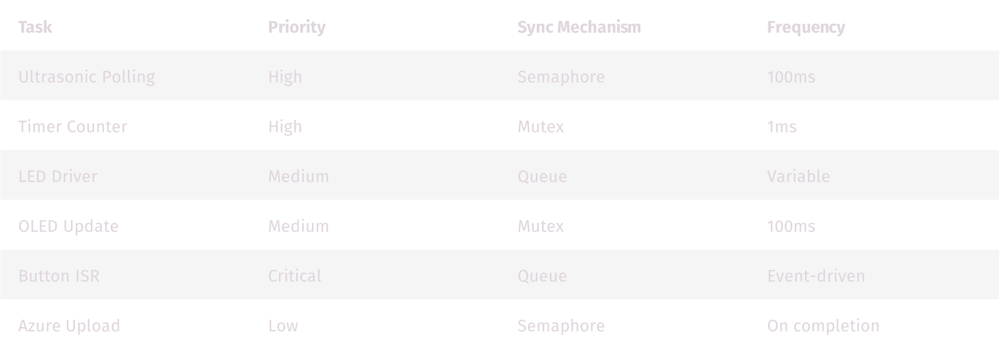 Task Priority Sync Mechanism Frequency
Ultrasonic Polling High Semaphore 100ms
Timer Counter High Mutex 1ms
LED Driver Medium Queue Variable
OLED Update Medium Mutex 100ms
Button ISR Critical Queue Event-driven
Azure Upload Low Semaphore On completion